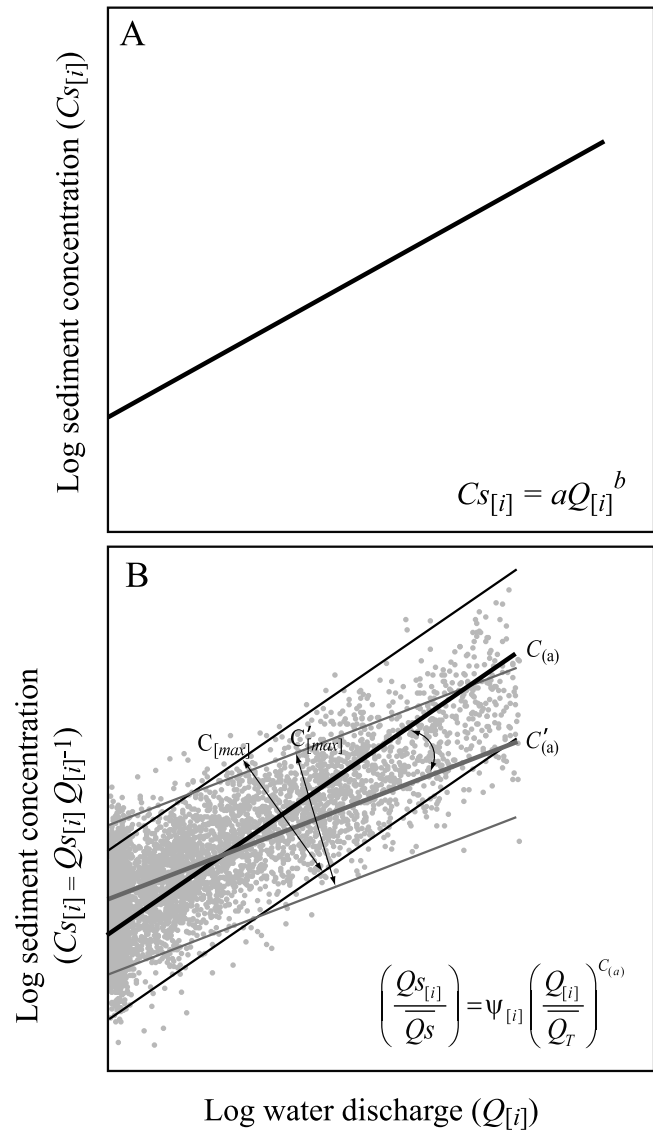 A
Log sediment concentration (Cs[i])
Cs[i] = aQ[i]^b
B
Log sediment concentration
(Cs[i] = Qs[i] Q[i]^-1)
C(a)
C[max]
C′[max]
C′(a)
(Qs[i] / Q̅s̅) = ψ[i] (Q[i] / Q̅T)^C(a)
Log water discharge (Q[i])